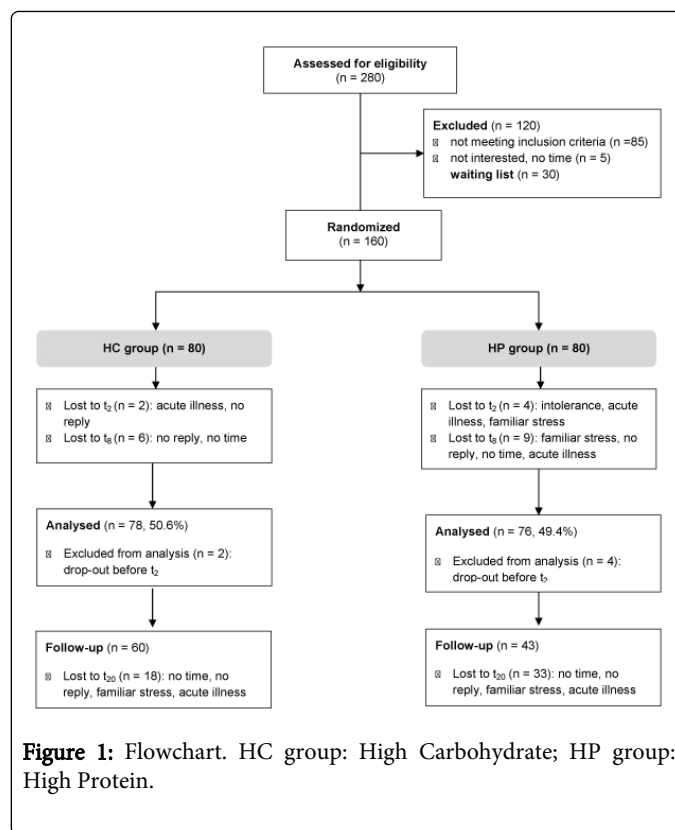 Assessed for eligibility
(n = 280)
Excluded (n = 120)
not meeting inclusion criteria (n =85)
not interested, no time (n = 5)
waiting list (n = 30)
Randomized
(n = 160)
HC group (n = 80)
HP group (n = 80)
Lost to t₂ (n = 2): acute illness, no
reply
Lost to t₈ (n = 6): no reply, no time
Lost to t₂ (n = 4): intolerance, acute
illness, familiar stress
Lost to t₈ (n = 9): familiar stress, no
reply, no time, acute illness
Analysed (n = 78, 50.6%)
Excluded from analysis (n = 2):
drop-out before t₂
Analysed (n = 76, 49.4%)
Excluded from analysis (n = 4):
drop-out before t₂
Follow-up (n = 60)
Lost to t₂₀ (n = 18): no time, no
reply, familiar stress, acute illness
Follow-up (n = 43)
Lost to t₂₀ (n = 33): no time, no
reply, familiar stress, acute illness
Figure 1: Flowchart. HC group: High Carbohydrate; HP group:
High Protein.